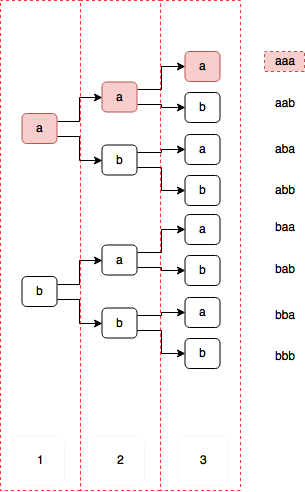 a aaa
a
b aab
a
a aba
b
b abb
a baa
a
b bab
b
a bba
b
b bbb
1 2 3